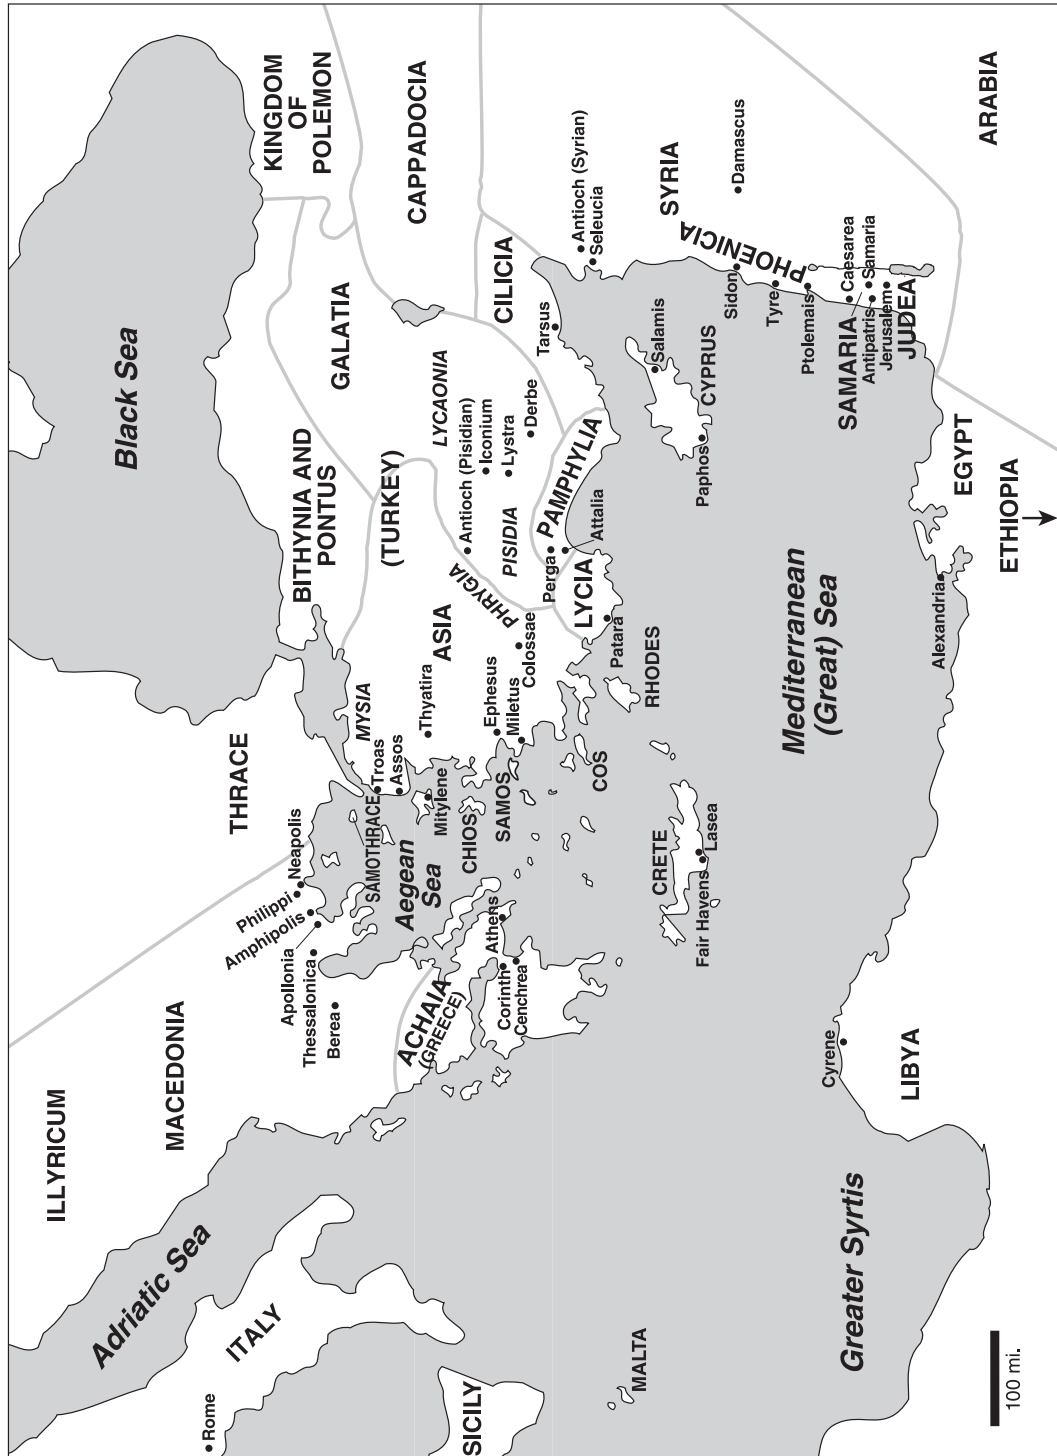 ILLYRICUM
MACEDONIA
THRACE
Black Sea
KINGDOM
OF
POLEMON
BITHYNIA AND
PONTUS
GALATIA
CAPPADOCIA
Adriatic Sea
ITALY
Rome
SICILY
Philippi
Neapolis
Amphipolis
Apollonia
Thessalonica
Berea
SAMOTHRACE
Aegean
Sea
ACHAIA
(GREECE)
Athens
Corinth
Cenchrea
MYSIA
Troas
Assos
Mitylene
CHIOS
SAMOS
Thyatira
ASIA
(TURKEY)
PHRYGIA
Ephesus
Miletus
Colossae
Antioch (Pisidian)
Iconium
Lystra
Derbe
LYCAONIA
PISIDIA
PAMPHYLIA
Perga
Attalia
LYCIA
Patara
RHODES
COS
CILICIA
Tarsus
Antioch (Syrian)
Seleucia
SYRIA
Damascus
PHOENICIA
Sidon
Tyre
Ptolemais
Salamis
CYPRUS
Paphos
CRETE
Lasea
Fair Havens
MALTA
Mediterranean
(Great) Sea
Caesarea
Samaria
SAMARIA
Antipatris
Jerusalem
JUDEA
ARABIA
EGYPT
ETHIOPIA
Alexandria
Cyrene
LIBYA
Greater Syrtis
100 mi.